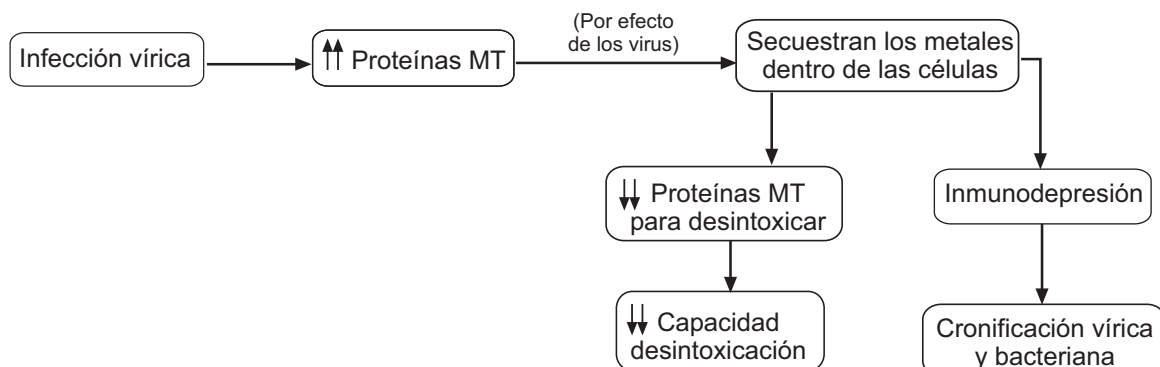 Infección vírica
Proteínas MT
(Por efecto
de los virus)
Secuestran los metales
dentro de las células
Proteínas MT
para desintoxicar
Capacidad
desintoxicación
Inmunodepresión
Cronificación vírica
y bacteriana